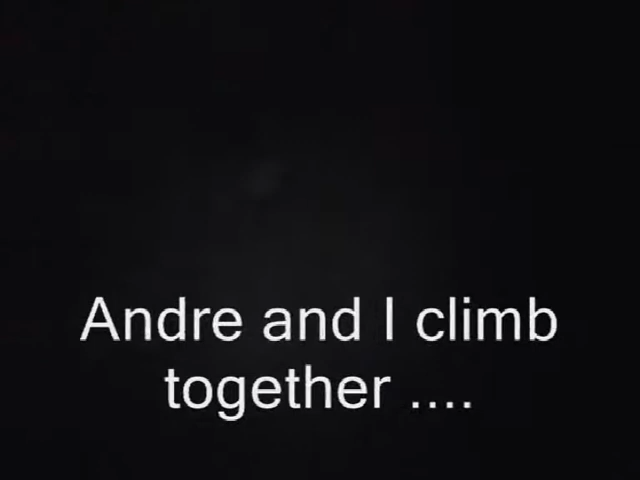 Andre and I climb
together ....